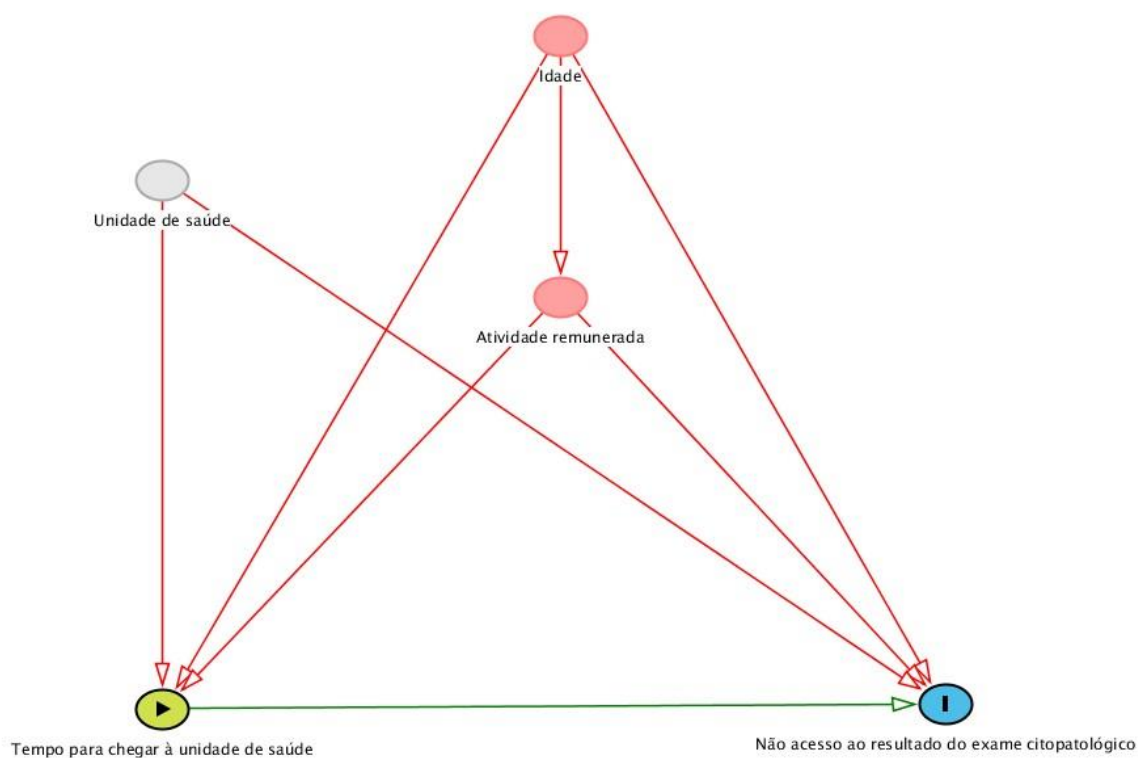 Idade
Unidade de saúde
Atividade remunerada
Tempo para chegar à unidade de saúde
Não acesso ao resultado do exame citopatológico